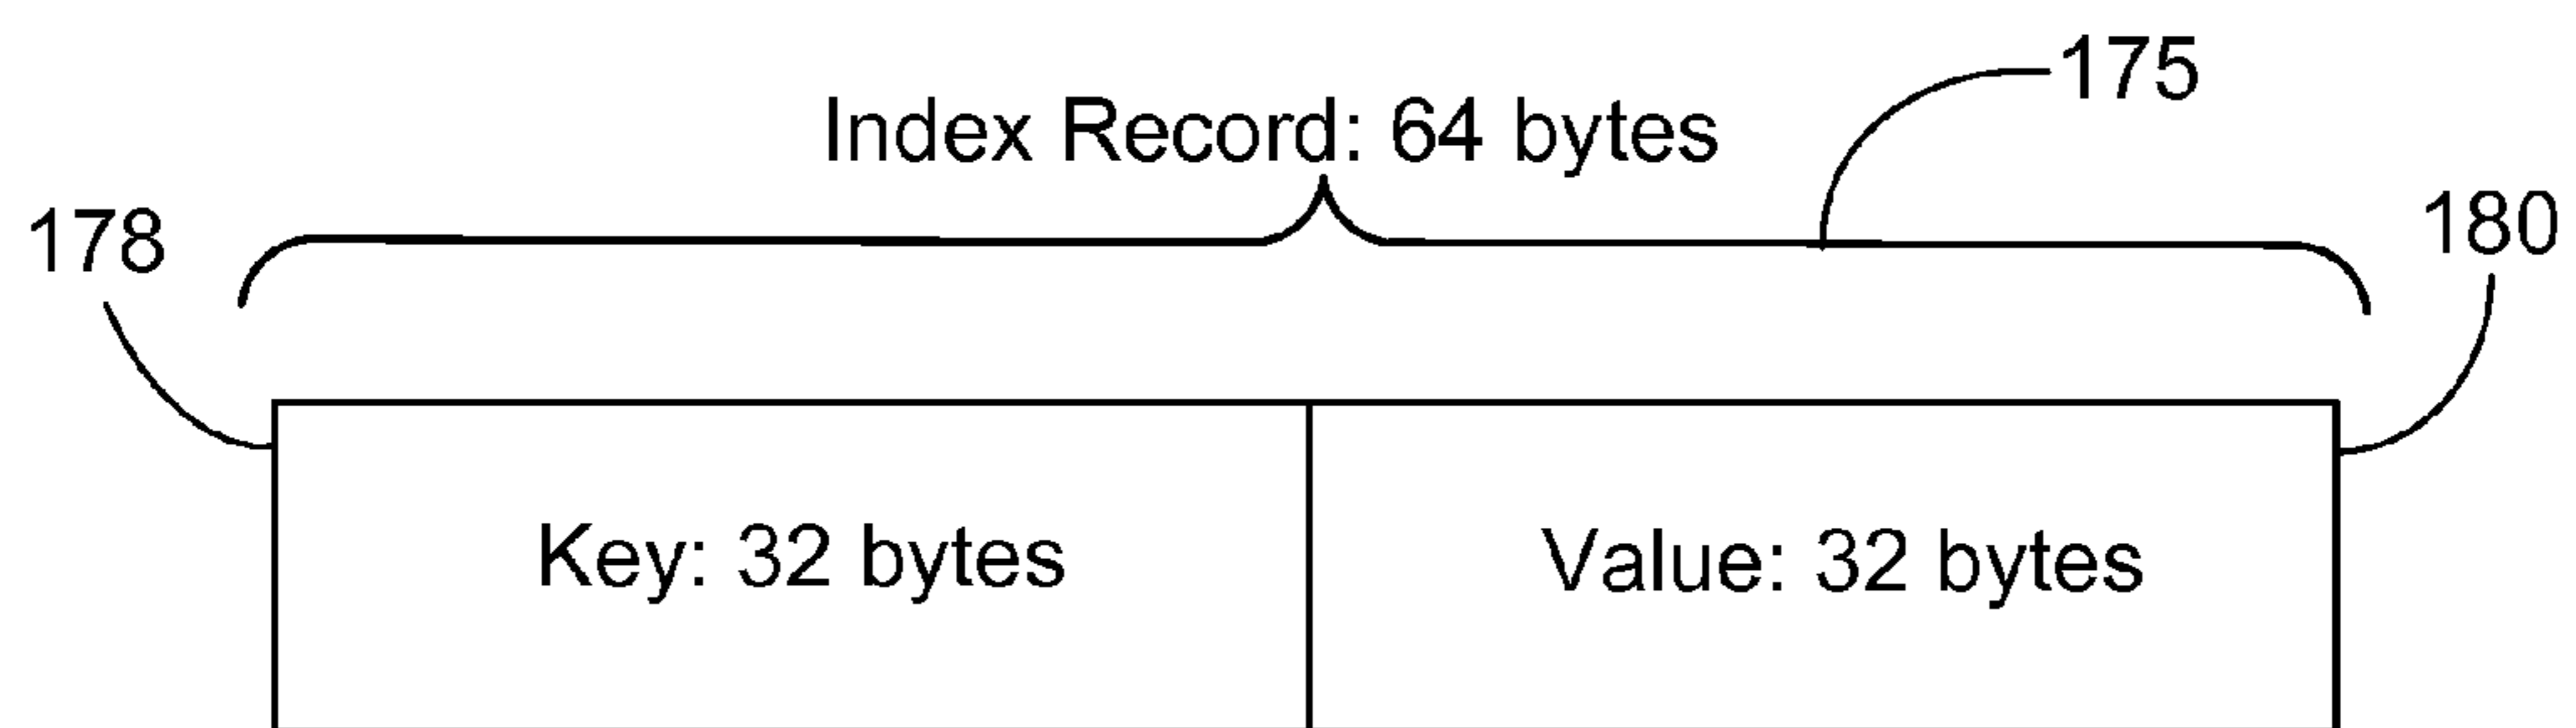 175
Index Record: 64 bytes
178
180
Key: 32 bytes
Value: 32 bytes